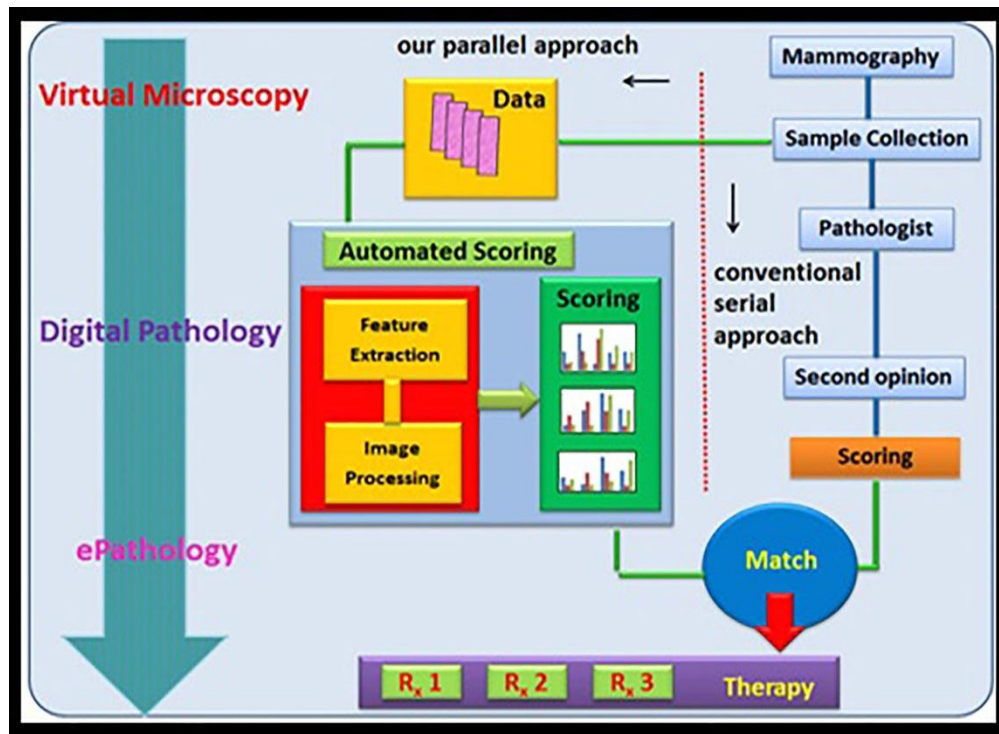 our parallel approach
Mammography
Virtual Microscopy
Data
Sample Collection
Pathologist
Automated Scoring
conventional
serial
approach
Scoring
Feature
Extraction
Digital Pathology
Second opinion
Image
Processing
Scoring
ePathology
Match
Rx 1
Rx 2
Rx 3
Therapy